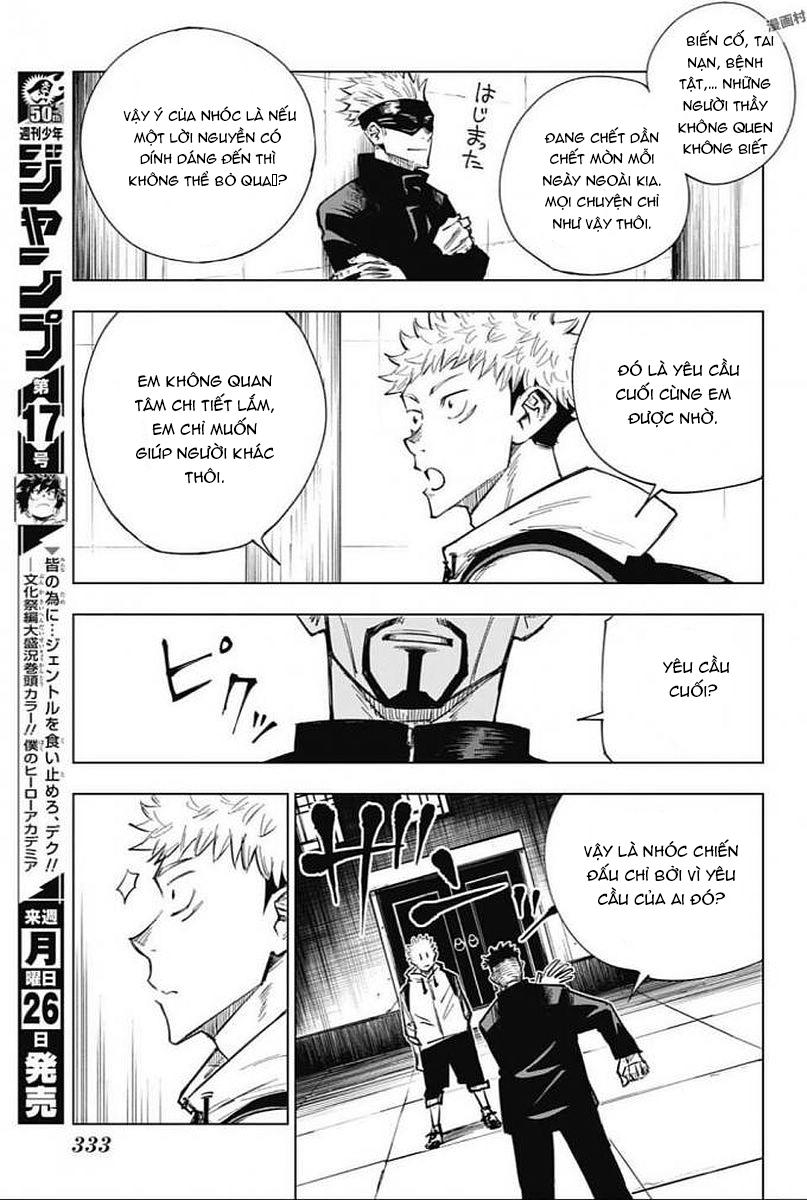 漫画村
BIẾN CỐ, TAI
NẠN, BỆNH
TẬT,... NHỮNG
NGƯỜI THẦY
KHÔNG QUEN
KHÔNG BIẾT
ĐANG CHẾT DẦN
CHẾT MÒN MỖI
NGÀY NGOÀI KIA.
MỌI CHUYỆN CHỈ
NHƯ VẬY THÔI.
はじまった
VẬY Ý CỦA NHÓC LÀ NẾU
MỘT LỜI NGUYỀN CÓ
DÍNH DÁNG ĐẾN THÌ
KHÔNG THỂ BỎ QUA?
ĐÓ LÀ YÊU CẦU
CUỐI CÙNG EM
ĐƯỢC NHỜ.
EM KHÔNG QUAN
TÂM CHI TIẾT LẮM,
EM CHỈ MUỐN
GIÚP NGƯỜI KHÁC
THÔI.
YÊU CẦU
CUỐI?
ピクッ
VẬY LÀ NHÓC CHIẾN
ĐẤU CHỈ BỞI VÌ YÊU
CẦU CỦA AI ĐÓ?
50th
週刊少年
ジャンプ
第
17
号
▼皆の為に…ジェントルを食い止めろ、デク!!
―文化祭編大盛況巻頭カラー!! 僕のヒーローアカデミア
来週
月
曜日
26
日
発売
333